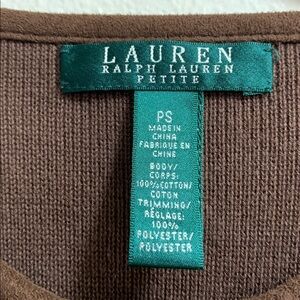 LAUREN
RALPH LAUREN
PETITE
PS
MADE IN
CHINA
FABRIQUE EN
CHINE
BODY/
CORPS:
100% COTTON/
COTON
TRIMMING/
RÉGLAGE:
100%
POLYESTER/
POLYESTER